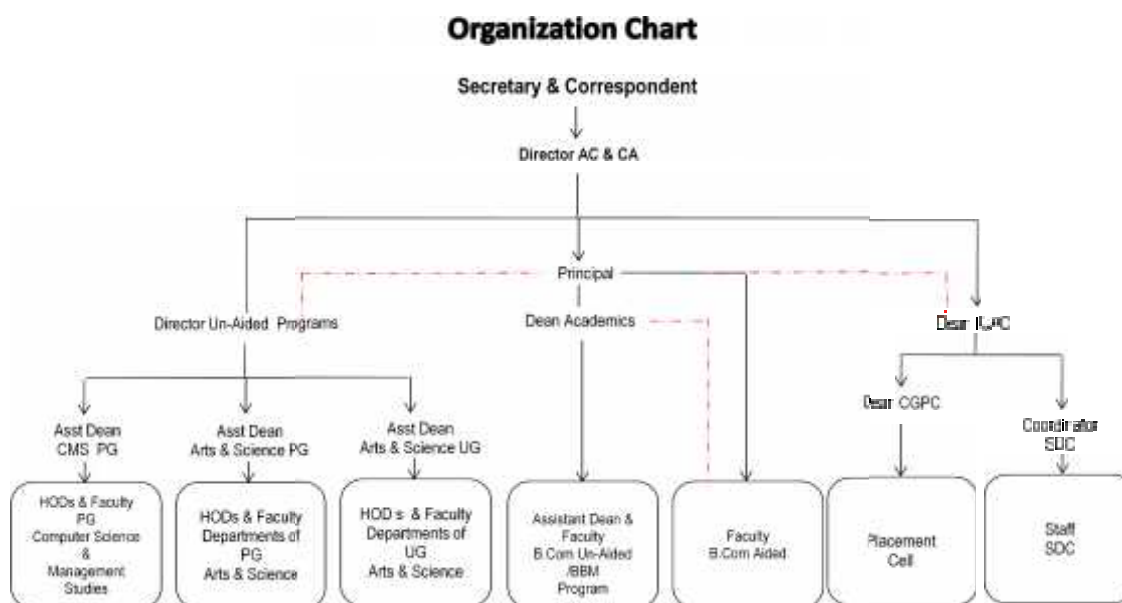 Organization Chart
Secretary & Correspondent
Director AC & CA
Principal
Director Un-Aided Programs
Dean Academics
Dean
Dean CGPC
Asst Dean
CMS PG
Asst Dean
Arts & Science PG
Asst Dean
Arts & Science UG
Coordinator
SDC
HODs & Faculty
PG
Computer Science
&
Management
Studies
HODs & Faculty
Departments of
PG
Arts & Science
HOD s & Faculty
Departments of
UG
Arts & Science
Assistant Dean &
Faculty
B.Com Un-Aided
/BBM
Program
Faculty
B.Com Aided
Placement
Cell
Staff
SDC